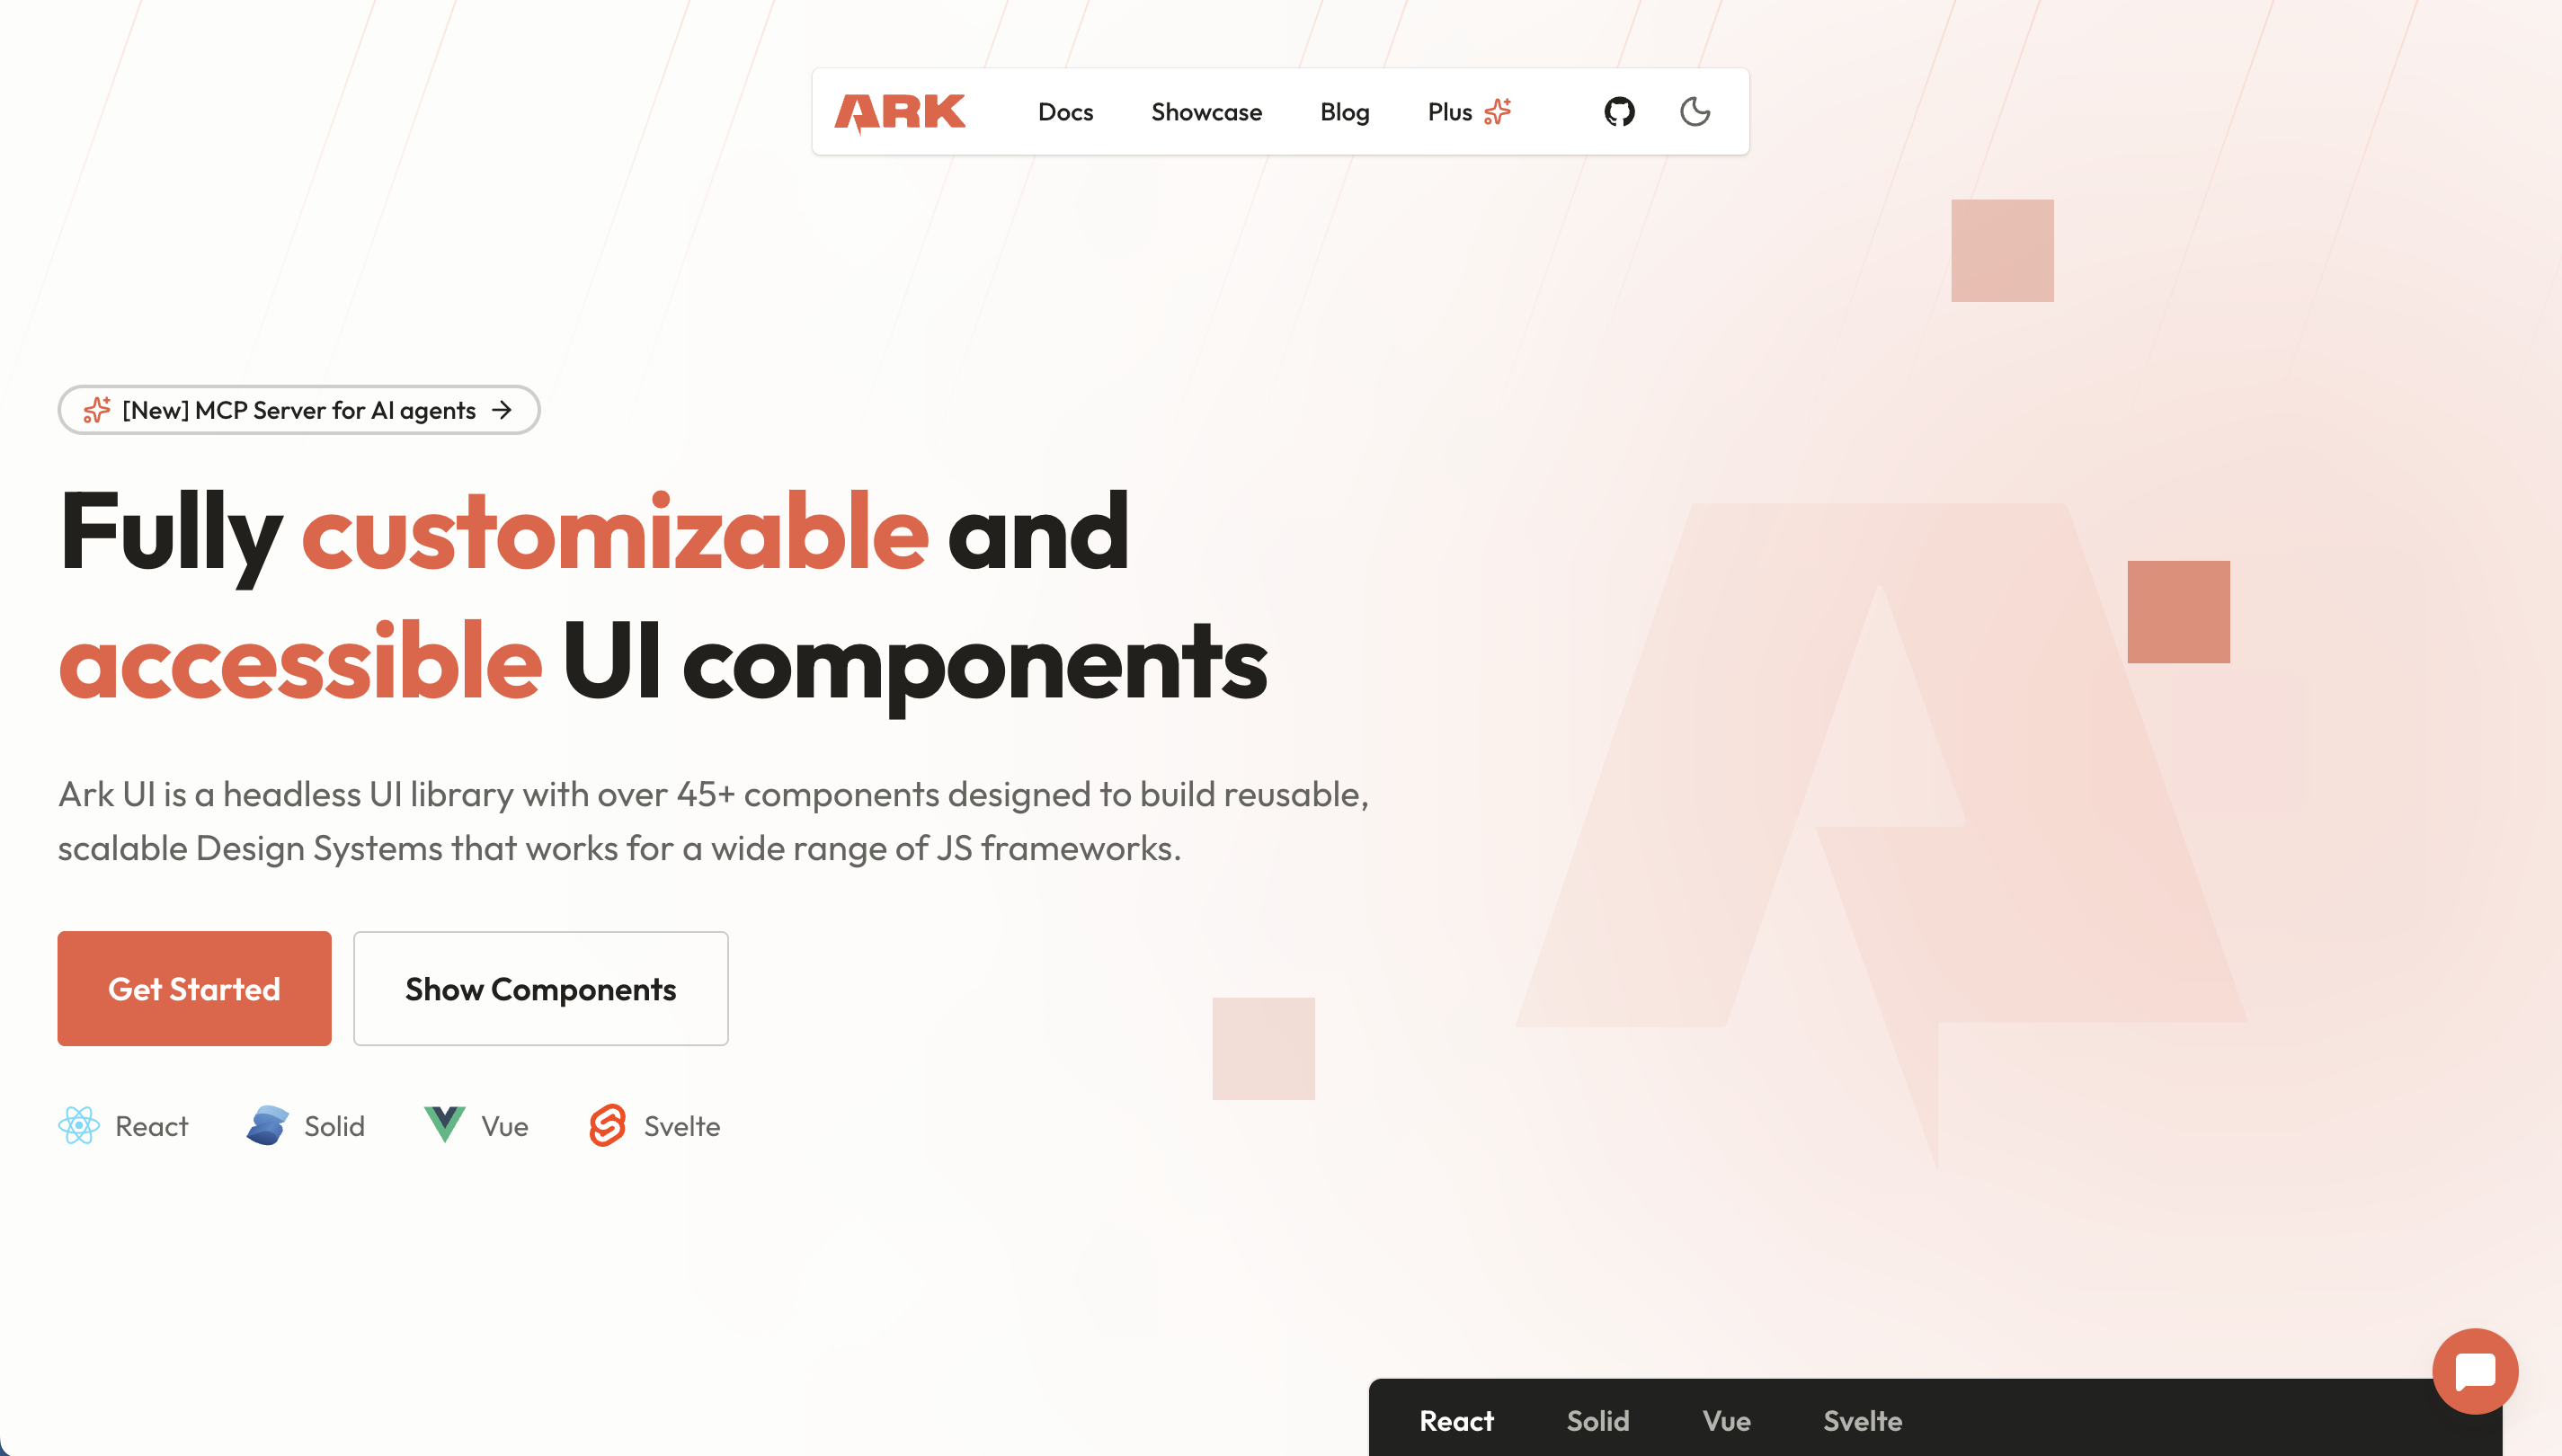 ARK
Docs
Showcase
Blog
Plus
[New] MCP Server for AI agents
Fully customizable and
accessible UI components
Ark UI is a headless UI library with over 45+ components designed to build reusable,
scalable Design Systems that works for a wide range of JS frameworks.
Get Started
Show Components
React
Solid
Vue
Svelte
React
Solid
Vue
Svelte